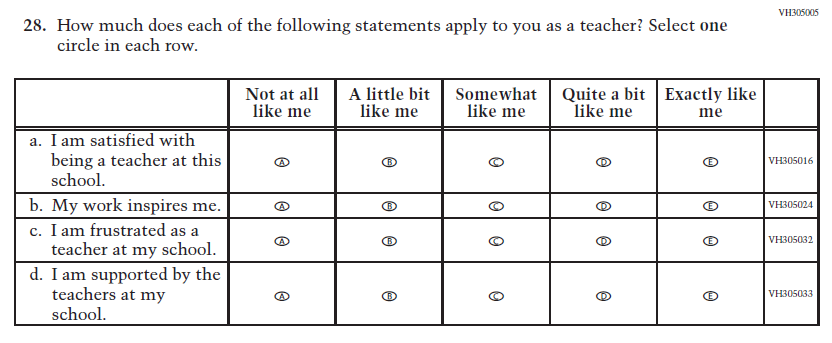 VH305005
28. How much does each of the following statements apply to you as a teacher? Select one
circle in each row.
Not at all like me
A little bit like me
Somewhat like me
Quite a bit like me
Exactly like me
a. I am satisfied with
being a teacher at this
school.
A B C D E VH305016
b. My work inspires me. A B C D E VH305024
c. I am frustrated as a
teacher at my school.
A B C D E VH305032
d. I am supported by the
teachers at my
school.
A B C D E VH305033